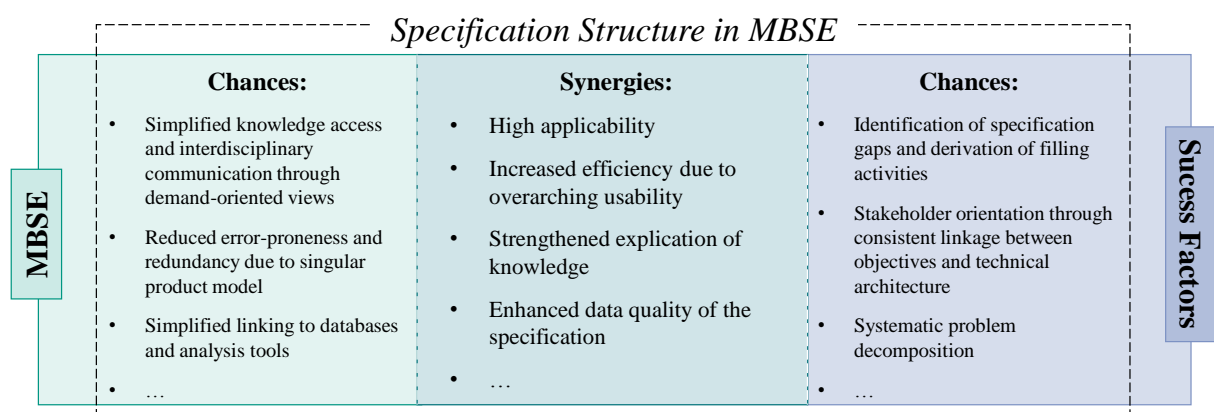 Specification Structure in MBSE
MBSE
Chances:
• Simplified knowledge access
and interdisciplinary
communication through
demand-oriented views
• Reduced error-proneness and
redundancy due to singular
product model
• Simplified linking to databases
and analysis tools
• …
Synergies:
• High applicability
• Increased efficiency due to
overarching usability
• Strengthened explication of
knowledge
• Enhanced data quality of the
specification
• …
Chances:
• Identification of specification
gaps and derivation of filling
activities
• Stakeholder orientation through
consistent linkage between
objectives and technical
architecture
• Systematic problem
decomposition
• …
Sucess Factors